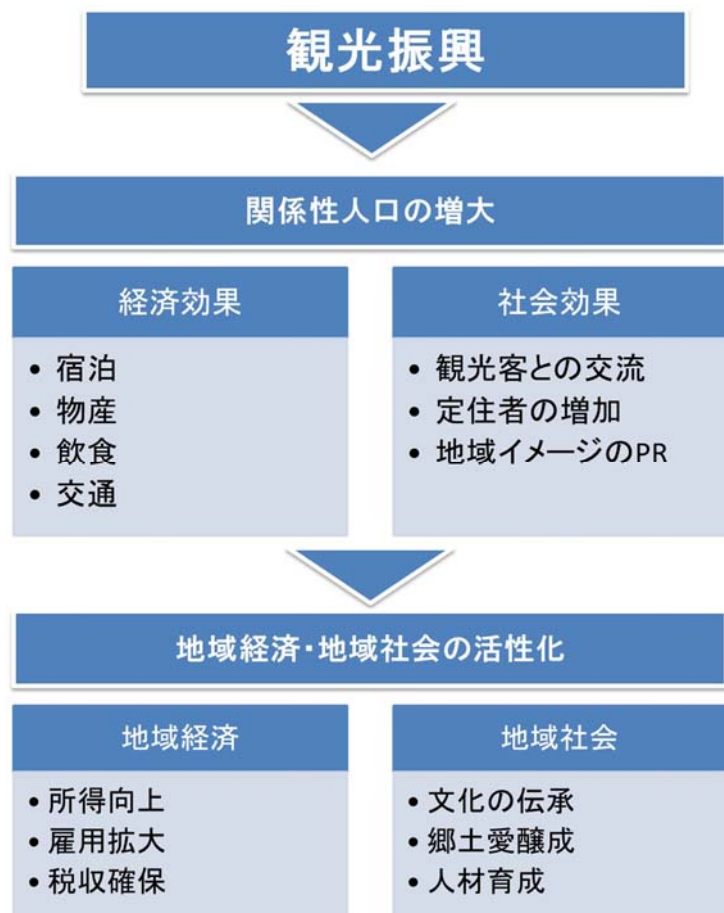 観光振興
関係性人口の増大
経済効果
• 宿泊
• 物産
• 飲食
• 交通
社会効果
• 観光客との交流
• 定住者の増加
• 地域イメージのPR
地域経済・地域社会の活性化
地域経済
• 所得向上
• 雇用拡大
• 税収確保
地域社会
• 文化の伝承
• 郷土愛醸成
• 人材育成